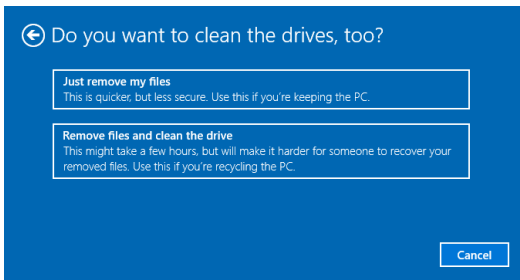 Do you want to clean the drives, too?
Just remove my files
This is quicker, but less secure. Use this if you're keeping the PC.
Remove files and clean the drive
This might take a few hours, but will make it harder for someone to recover your
removed files. Use this if you're recycling the PC.
Cancel